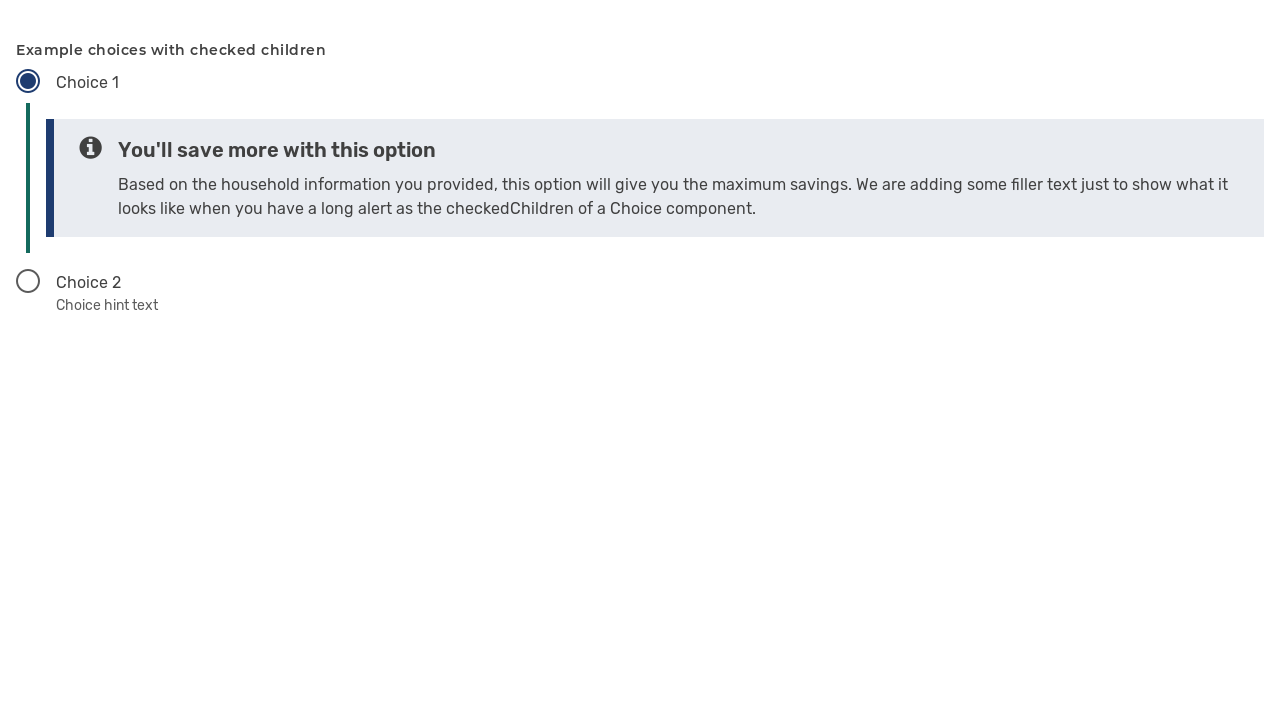 Example choices with checked children
Choice 1
You'll save more with this option
Based on the household information you provided, this option will give you the maximum savings. We are adding some filler text just to show what it
looks like when you have a long alert as the checkedChildren of a Choice component.
Choice 2
Choice hint text